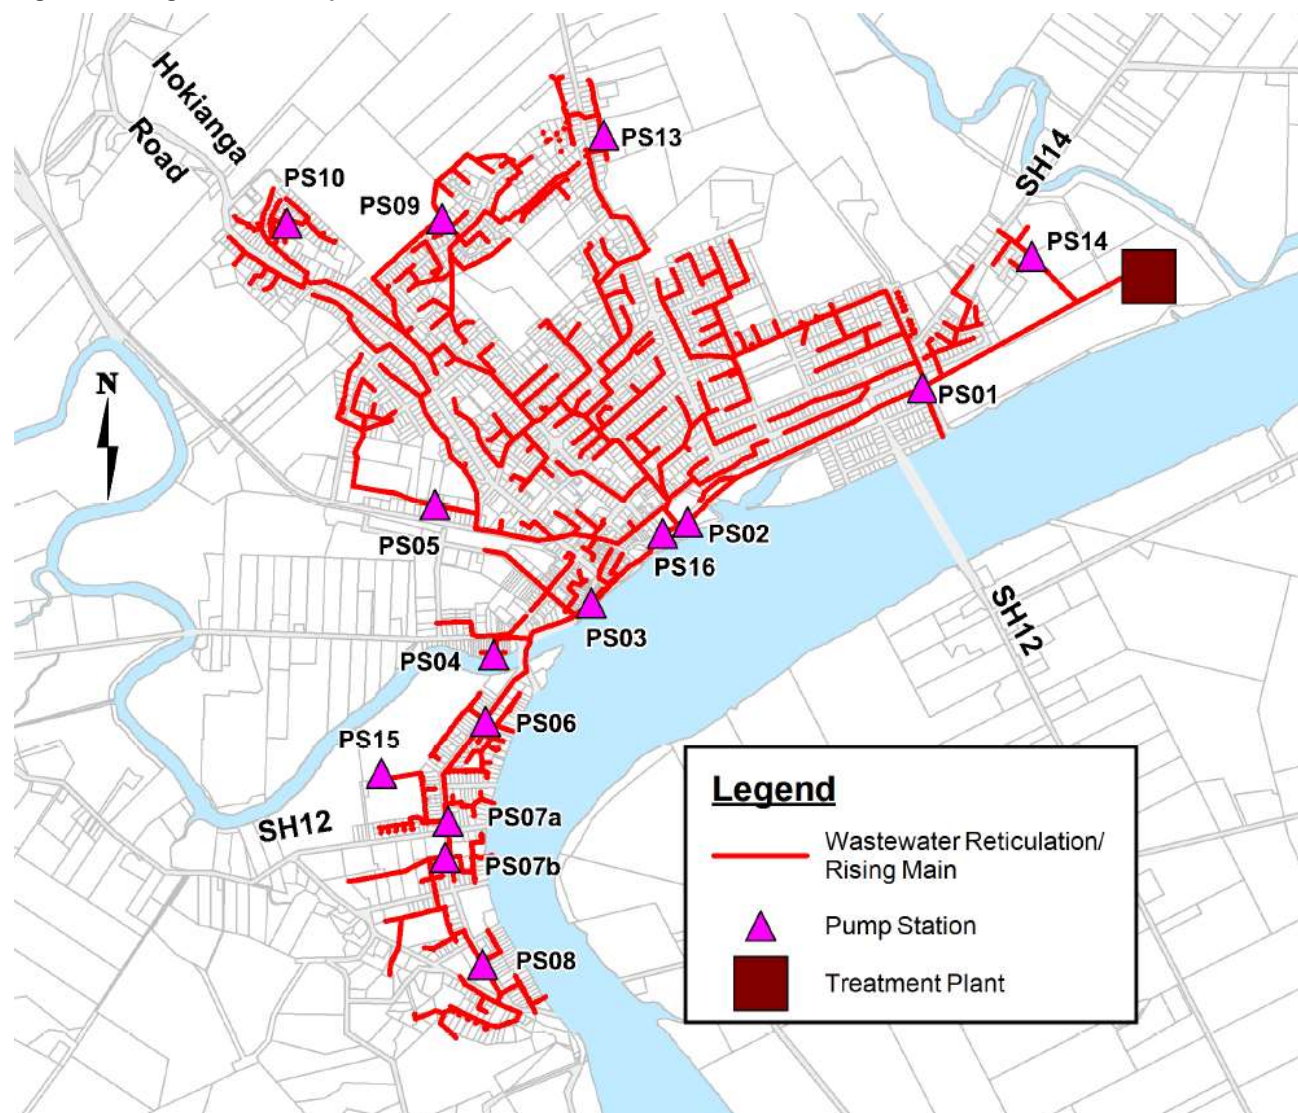 Hokianga
Road
PS13
SH14
PS10
PS09
PS14
PS01
N
PS05
PS02
PS16
PS03
SH12
PS04
PS06
PS15
SH12
PS07a
PS07b
PS08
Legend
Wastewater Reticulation/
Rising Main
Pump Station
Treatment Plant